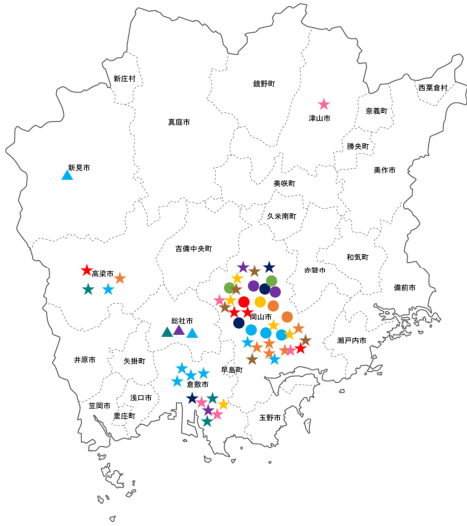 新庄村
鏡野町
西粟倉村
真庭市
津山市
奈義町
勝央町
新見市
美作市
美咲町
久米南町
吉備中央町
和気町
高梁市
赤磐市
備前市
岡山市
総社市
瀬戸内市
井原市
矢掛町
早島町
倉敷市
浅口市
笠岡市
里庄町
玉野市